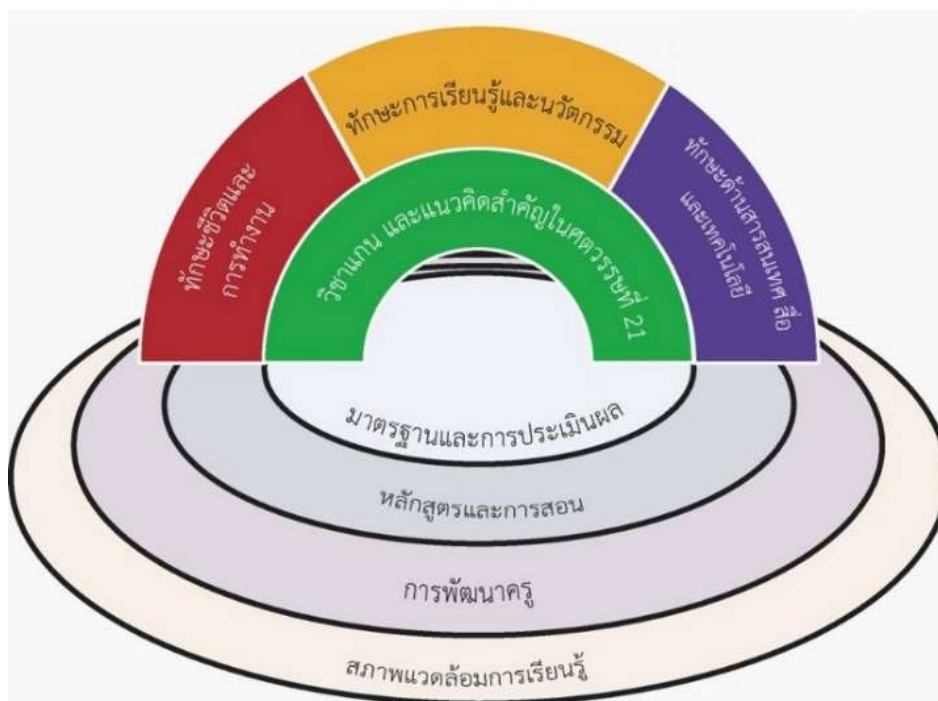 ทักษะการเรียนรู้และนวัตกรรม
ทักษะชีวิตและ
การทำงาน
ทักษะด้านสารสนเทศ สื่อ
และเทคโนโลยี
วิชาแกน และแนวคิดสำคัญในศตวรรษที่ 21
มาตรฐานและการประเมินผล
หลักสูตรและการสอน
การพัฒนาครู
สภาพแวดล้อมการเรียนรู้